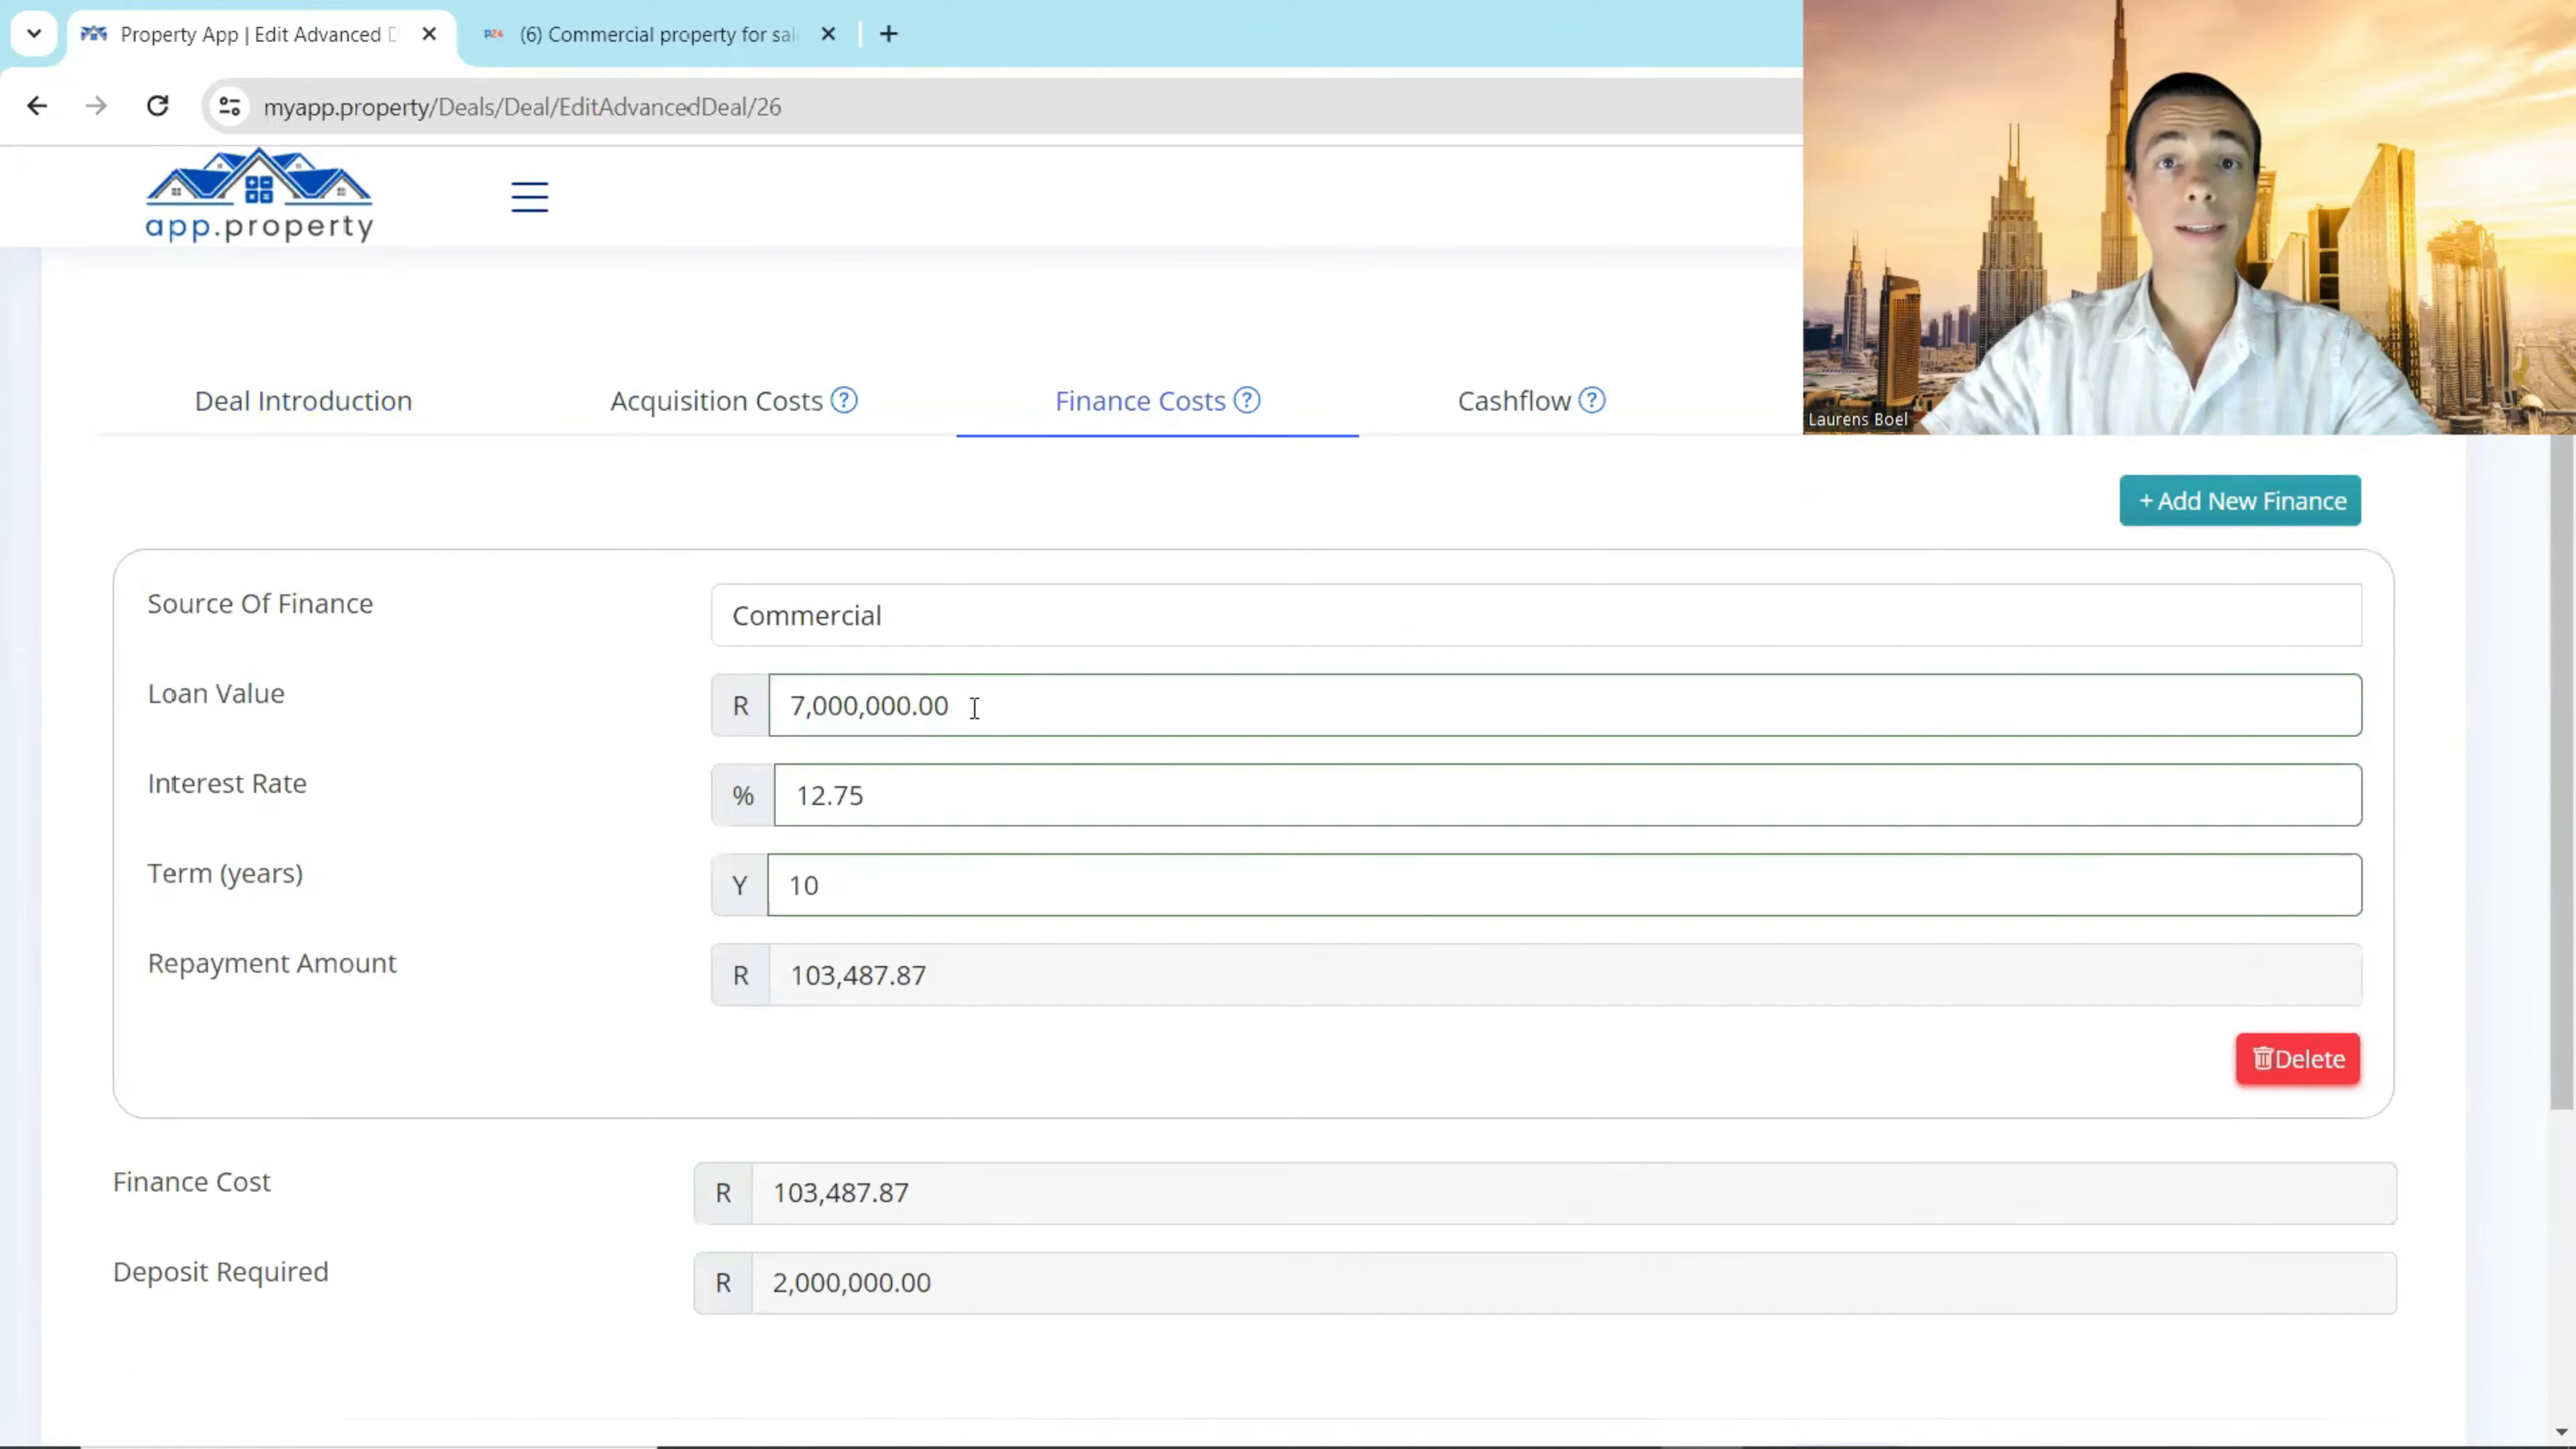 Property App | Edit Advanced D
P24 (6) Commercial property for sal
myapp.property/Deals/Deal/EditAdvancedDeal/26
app.property
Laurens Boel
Deal Introduction
Acquisition Costs ?
Finance Costs ?
Cashflow ?
+ Add New Finance
Source Of Finance
Commercial
Loan Value
R 7,000,000.00
Interest Rate
% 12.75
Term (years)
Y 10
Repayment Amount
R 103,487.87
Delete
Finance Cost
R 103,487.87
Deposit Required
R 2,000,000.00